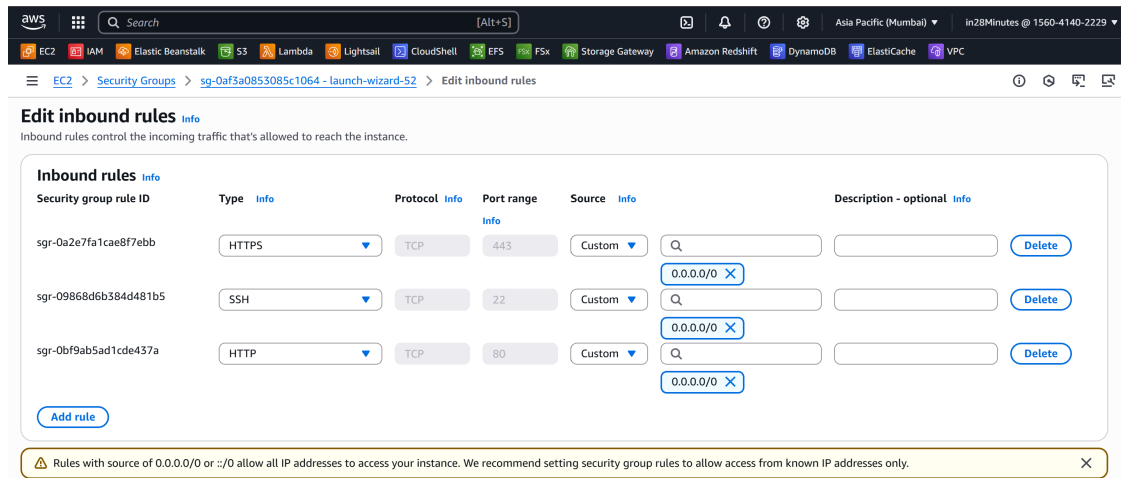 aws Search [Alt+S] Asia Pacific (Mumbai) ▼ in28Minutes @ 1560-4140-2229 ▼
EC2 IAM Elastic Beanstalk S3 Lambda Lightsail CloudShell EFS FSx FSx Storage Gateway Amazon Redshift DynamoDB ElastiCache VPC
EC2 > Security Groups > sg-0af3a0853085c1064 - launch-wizard-52 > Edit inbound rules
Edit inbound rules Info
Inbound rules control the incoming traffic that's allowed to reach the instance.
Inbound rules Info
Security group rule ID Type Info Protocol Info Port range Info Source Info Description - optional Info
sgr-0a2e7fa1cae8f7ebb HTTPS TCP 443 Custom Delete
0.0.0.0/0
sgr-09868d6b384d481b5 SSH TCP 22 Custom Delete
0.0.0.0/0
sgr-0bf9ab5ad1cde437a HTTP TCP 80 Custom Delete
0.0.0.0/0
Add rule
Rules with source of 0.0.0.0/0 or ::/0 allow all IP addresses to access your instance. We recommend setting security group rules to allow access from known IP addresses only.